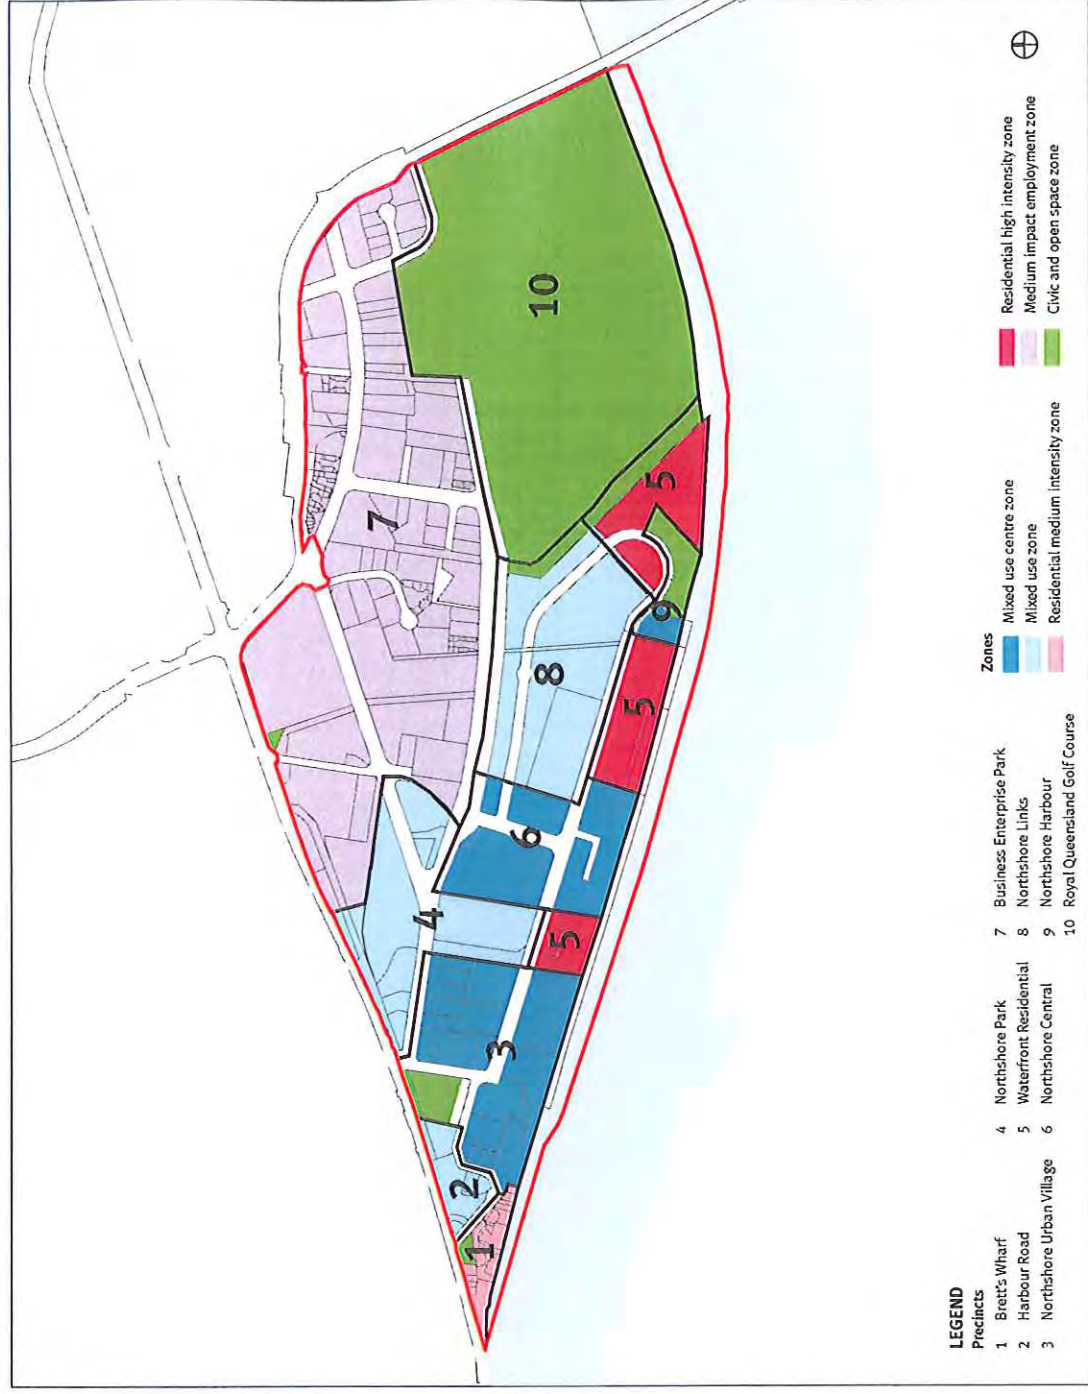 7
4
2
1
3
6
8
10
5
5
5
9
LEGEND
Precincts
1 Brett's Wharf
2 Harbour Road
3 Northshore Urban Village
4 Northshore Park
5 Waterfront Residential
6 Northshore Central
7 Business Enterprise Park
8 Northshore Links
9 Northshore Harbour
10 Royal Queensland Golf Course
Zones
Mixed use centre zone
Mixed use zone
Residential medium intensity zone
Residential high intensity zone
Medium impact employment zone
Civic and open space zone